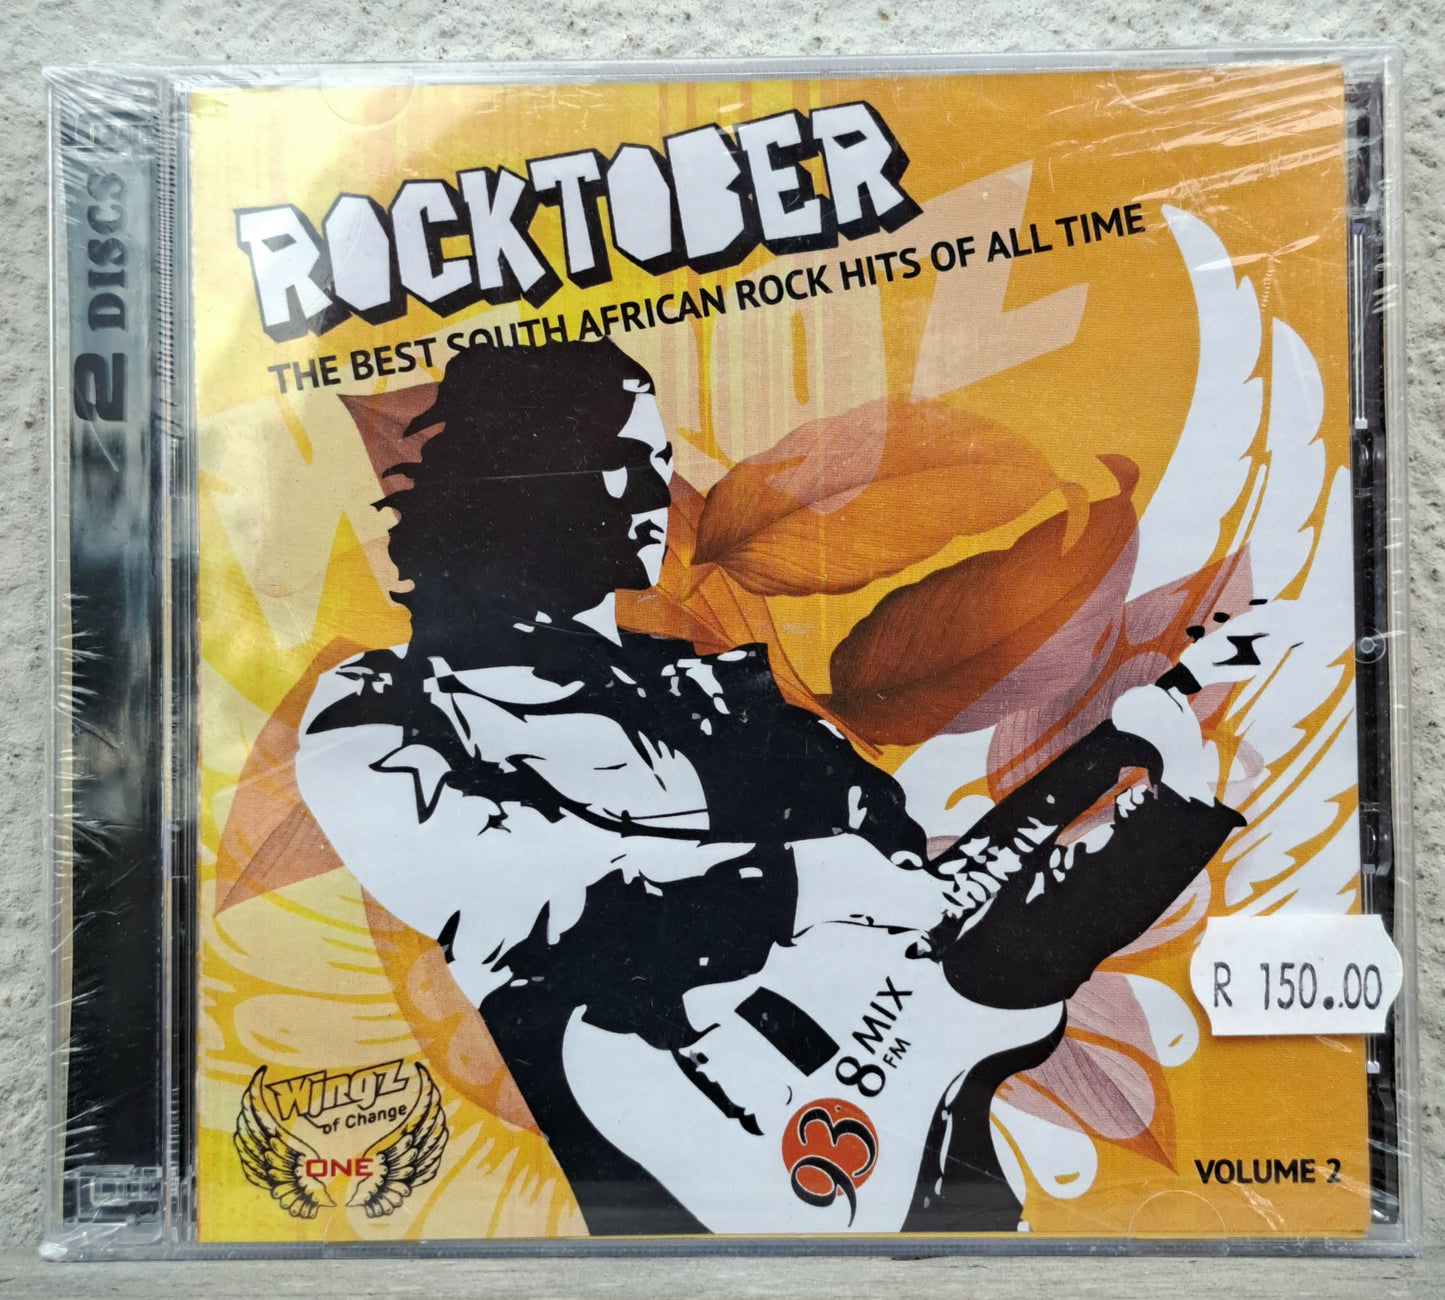 2 DISCS
ROCKTOBER
THE BEST SOUTH AFRICAN ROCK HITS OF ALL TIME
WINGZ
R 150.00
93.8 MIX
FM
Wingz
of Change
ONE
VOLUME 2